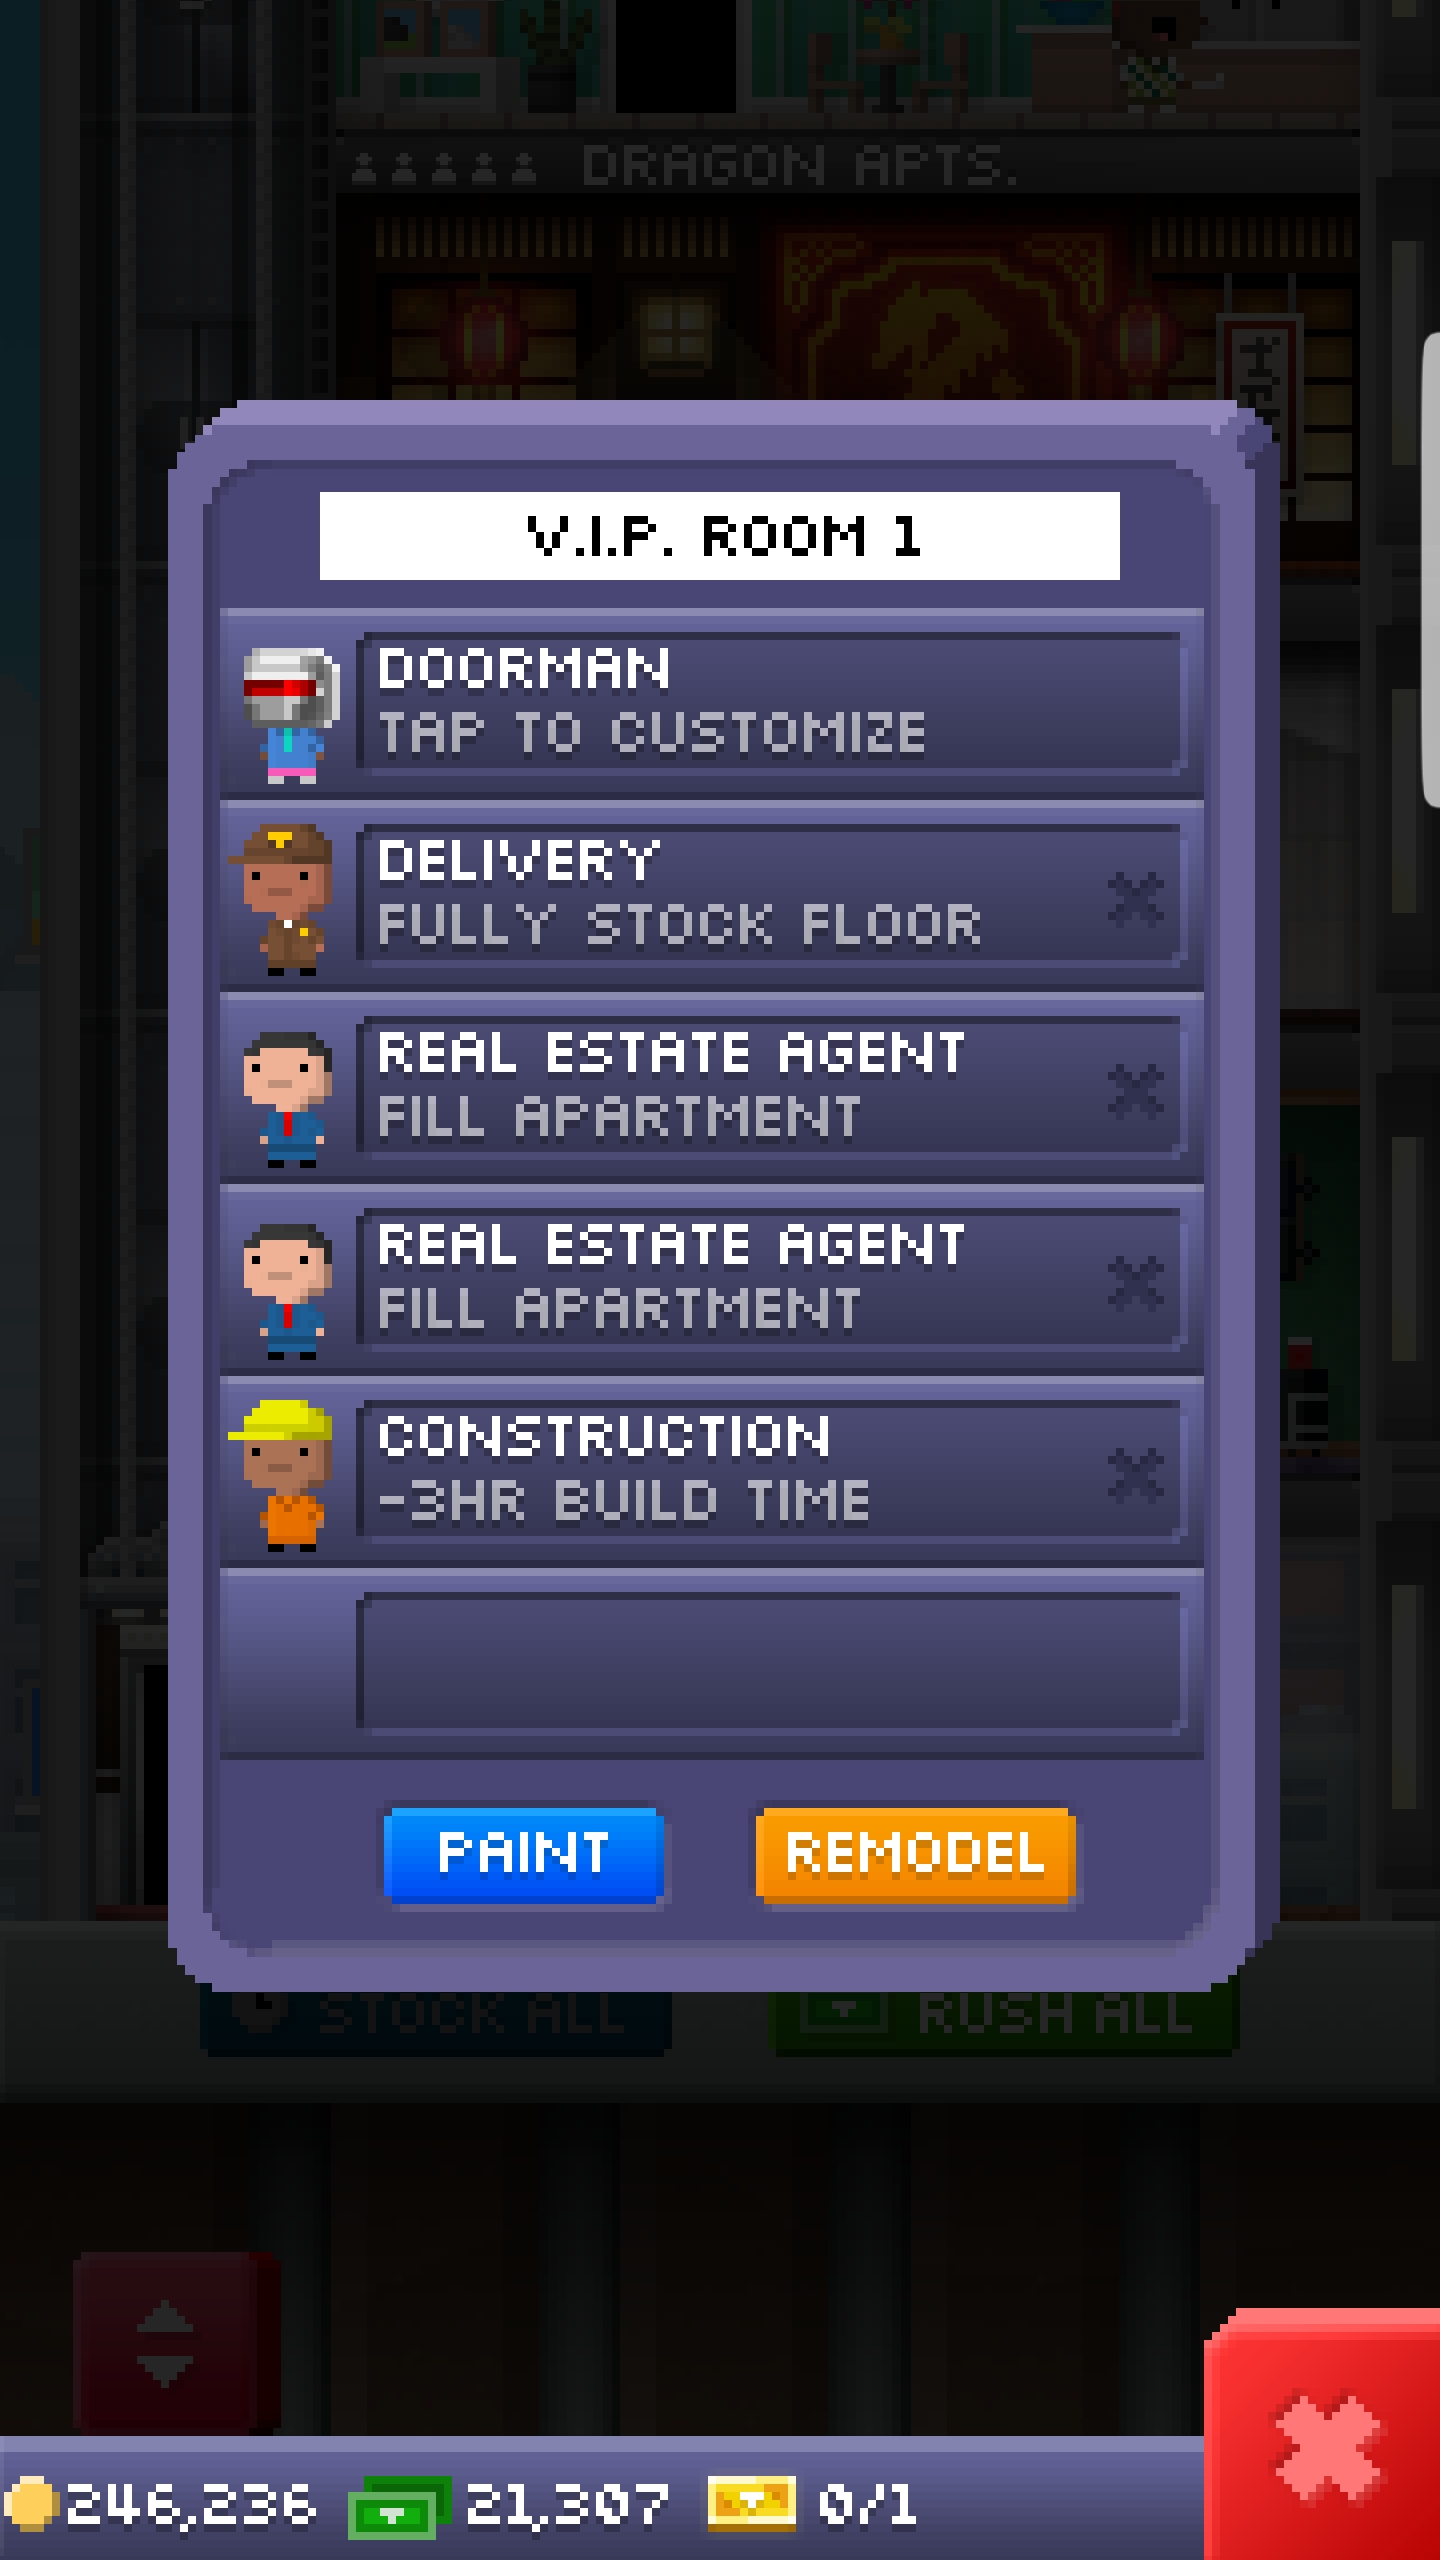 DRAGON APTS.
V.I.P. ROOM 1
DOORMAN
TAP TO CUSTOMIZE
DELIVERY
FULLY STOCK FLOOR
REAL ESTATE AGENT
FILL APARTMENT
REAL ESTATE AGENT
FILL APARTMENT
CONSTRUCTION
-3HR BUILD TIME
PAINT
REMODEL
STOCK ALL
RUSH ALL
246,236
21,307
0/1